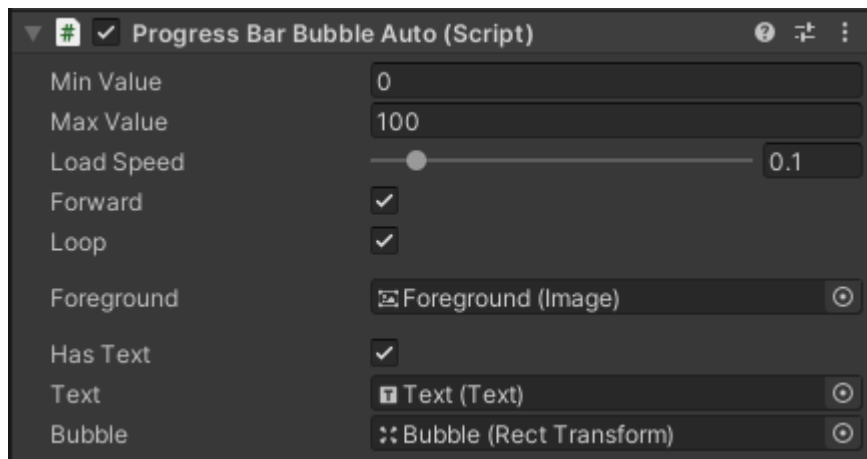 Progress Bar Bubble Auto (Script)
Min Value 0
Max Value 100
Load Speed 0.1
Forward
Loop
Foreground Foreground (Image)
Has Text
Text Text (Text)
Bubble Bubble (Rect Transform)